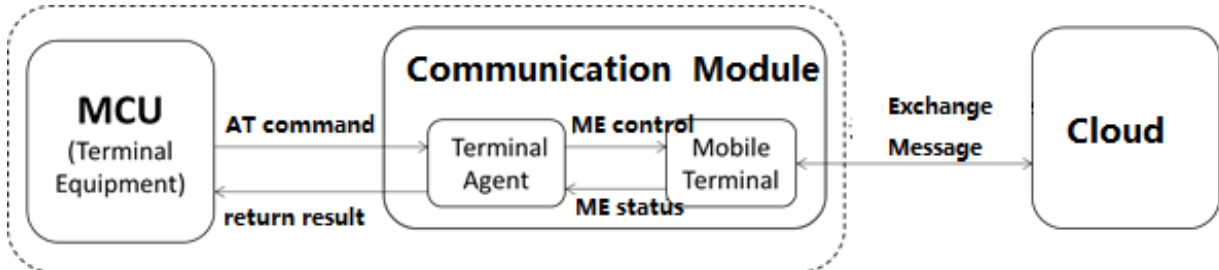 Communication Module
MCU
(Terminal
Equipment)
AT command
return result
Terminal
Agent
ME control
ME status
Mobile
Terminal
Exchange
Message
Cloud